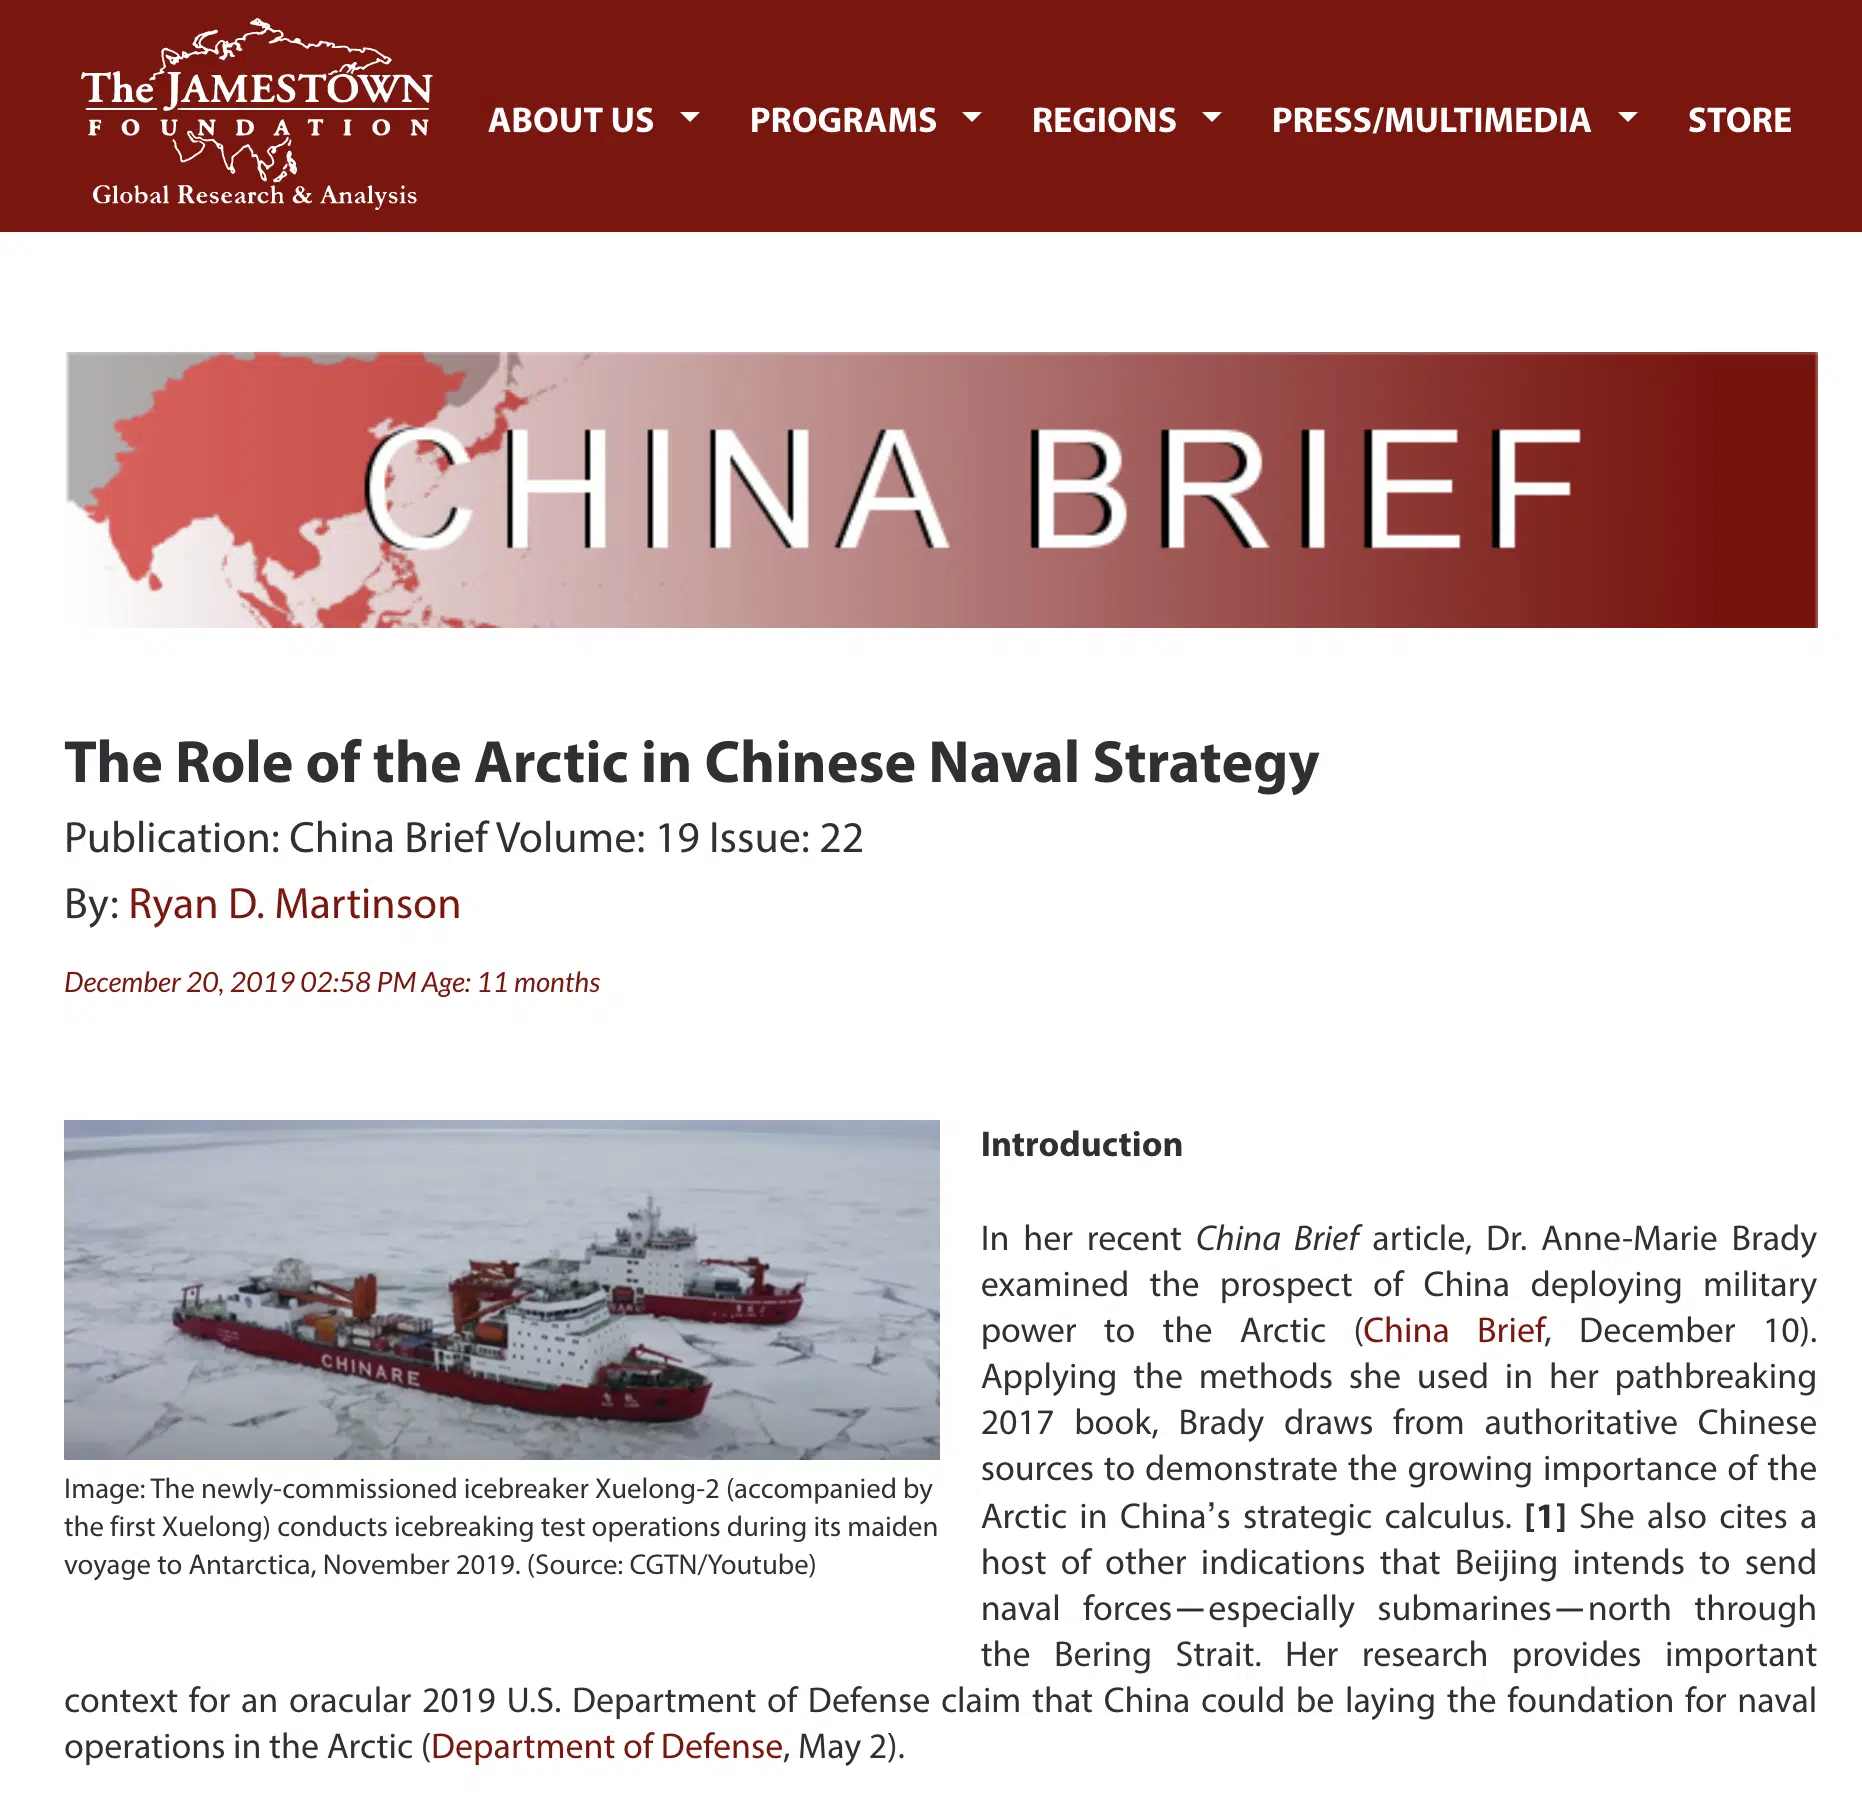 The JAMESTOWN
FOUNDATION
Global Research & Analysis
ABOUT US
PROGRAMS
REGIONS
PRESS/MULTIMEDIA
STORE
CHINA BRIEF
The Role of the Arctic in Chinese Naval Strategy
Publication: China Brief Volume: 19 Issue: 22
By: Ryan D. Martinson
December 20, 2019 02:58 PM Age: 11 months
CHINARE
Image: The newly-commissioned icebreaker Xuelong-2 (accompanied by
the first Xuelong) conducts icebreaking test operations during its maiden
voyage to Antarctica, November 2019. (Source: CGTN/Youtube)
Introduction
In her recent China Brief article, Dr. Anne-Marie Brady
examined the prospect of China deploying military
power to the Arctic (China Brief, December 10).
Applying the methods she used in her pathbreaking
2017 book, Brady draws from authoritative Chinese
sources to demonstrate the growing importance of the
Arctic in China’s strategic calculus. [1] She also cites a
host of other indications that Beijing intends to send
naval forces—especially submarines—north through
the Bering Strait. Her research provides important
context for an oracular 2019 U.S. Department of Defense claim that China could be laying the foundation for naval
operations in the Arctic (Department of Defense, May 2).